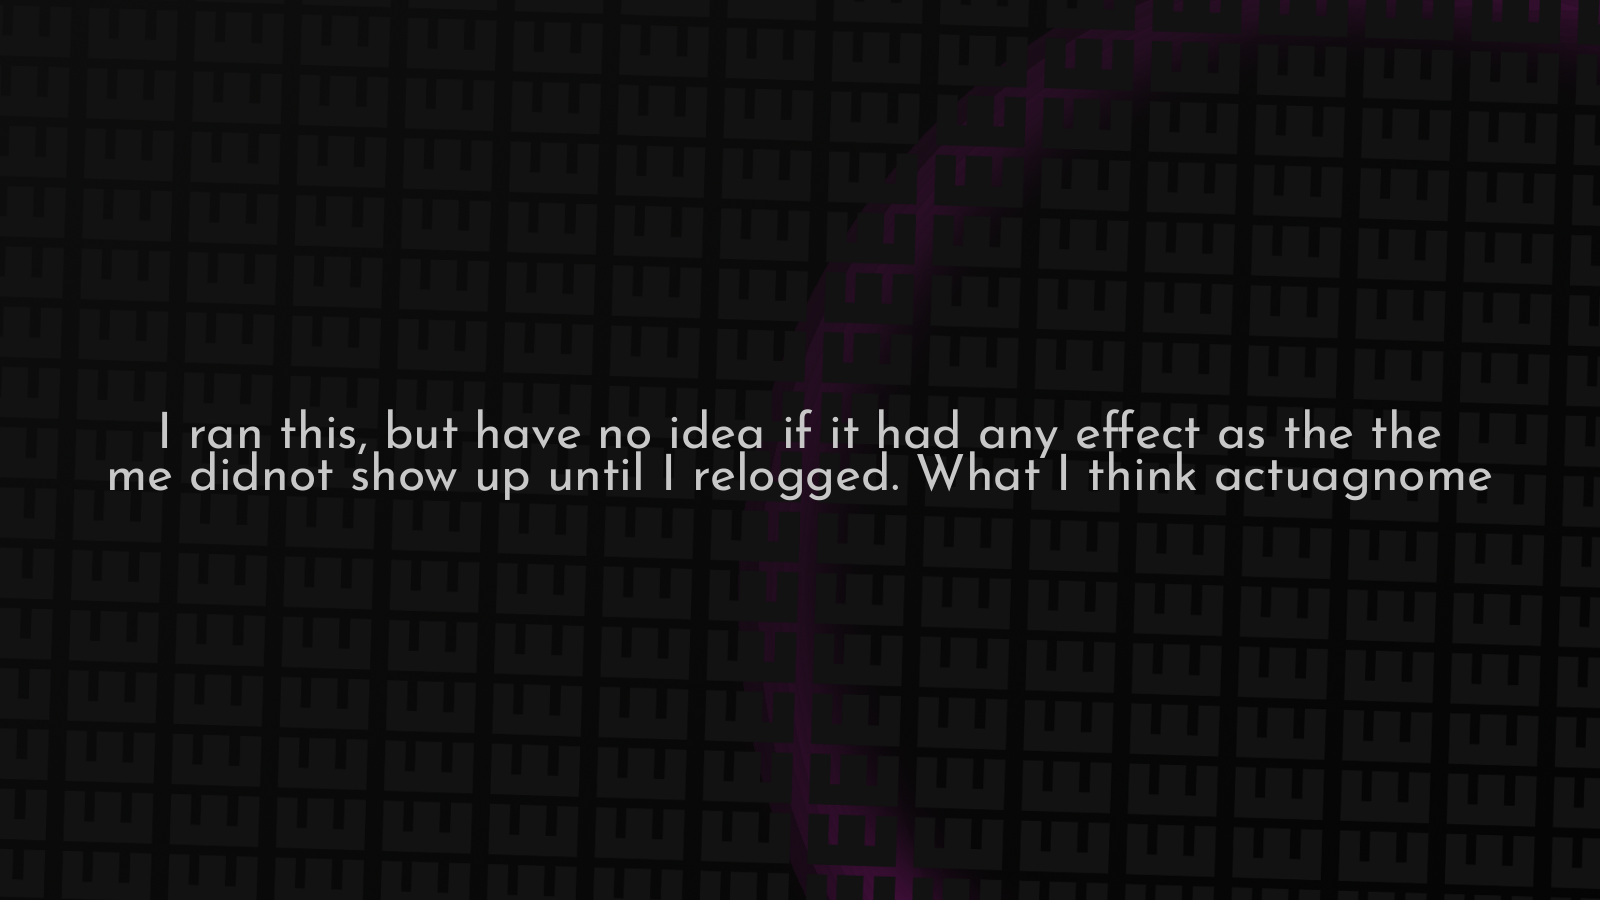 I ran this, but have no idea if it had any effect as the the
me didnot show up until I relogged. What I think actuagnome